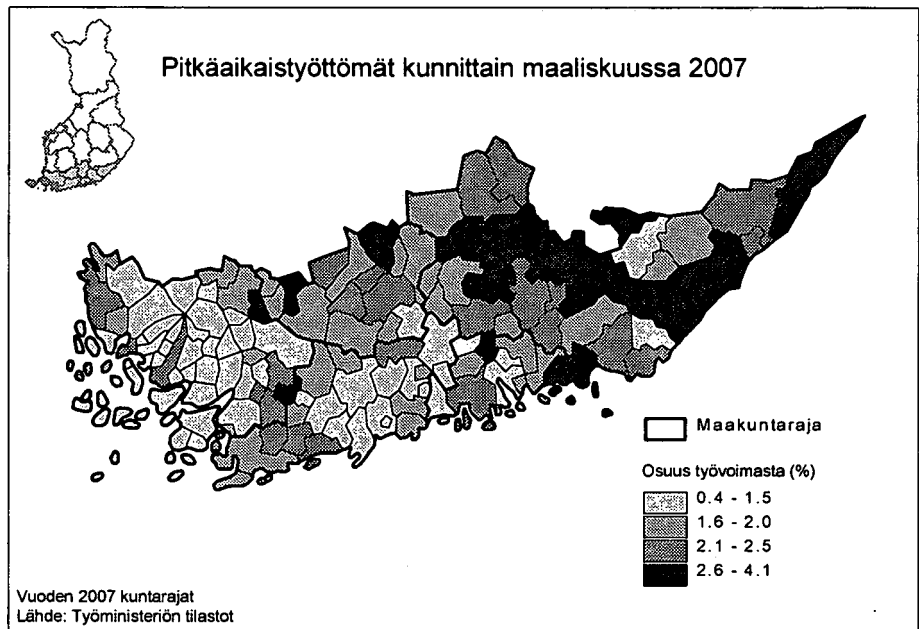 Pitkäaikaistyöttömät kunnittain maaliskuussa 2007
Maakuntaraja
Osuus työvoimasta (%)
0.4 - 1.5
1.6 - 2.0
2.1 - 2.5
2.6 - 4.1
Vuoden 2007 kuntarajat
Lähde: Työministeriön tilastot